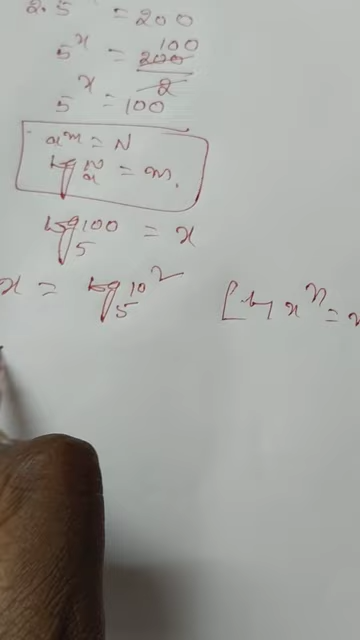 2.5 = 200
5^x = 200/2 100
5^x = 100
a^m = N
log_a N = m.
log_5 100 = x
x = log_5 10^2 [log x^n = n